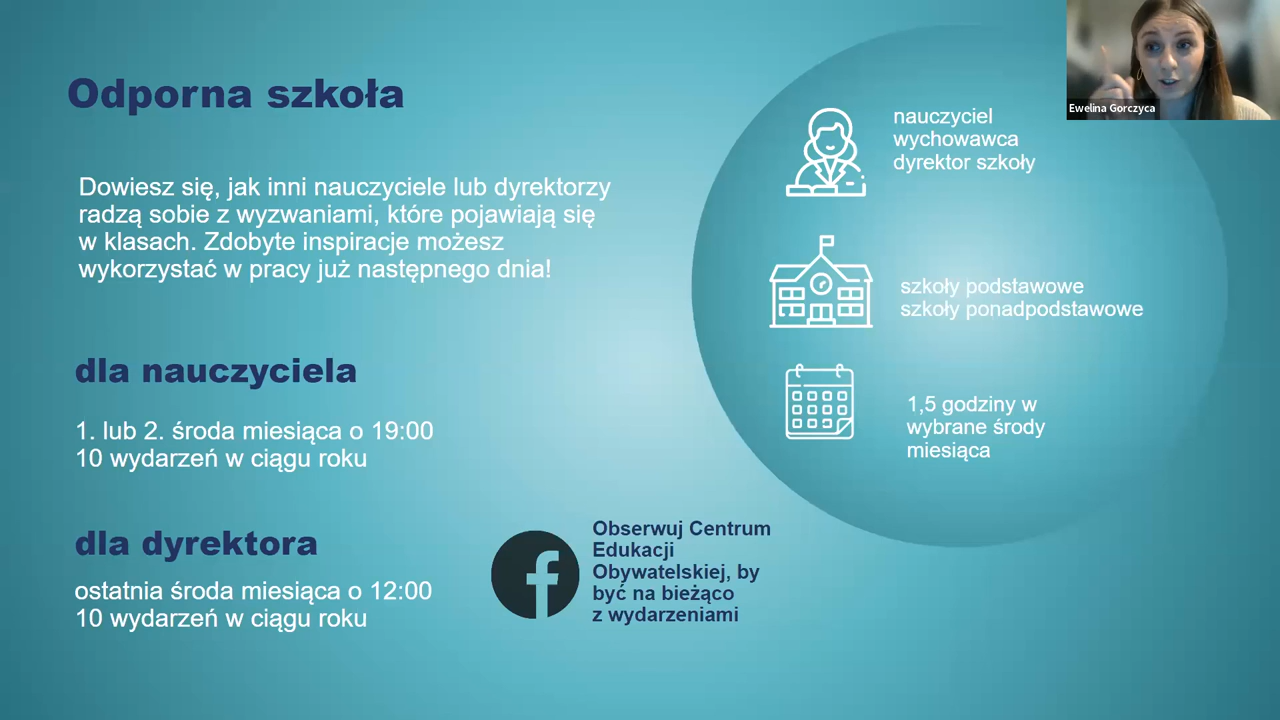 Odporna szkoła
Dowiesz się, jak inni nauczyciele lub dyrektorzy
radzą sobie z wyzwaniami, które pojawiają się
w klasach. Zdobyte inspiracje możesz
wykorzystać w pracy już następnego dnia!
dla nauczyciela
1. lub 2. środa miesiąca o 19:00
10 wydarzeń w ciągu roku
dla dyrektora
ostatnia środa miesiąca o 12:00
10 wydarzeń w ciągu roku
Obserwuj Centrum
Edukacji
Obywatelskiej, by
być na bieżąco
z wydarzeniami
nauczyciel
wychowawca
dyrektor szkoły
szkoły podstawowe
szkoły ponadpodstawowe
1,5 godziny w
wybrane środy
miesiąca
Ewelina Gorczyca